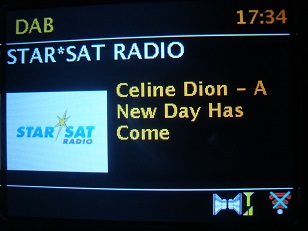 DAB 17:34
STAR*SAT RADIO
Celine Dion - A
New Day Has
Come
STAR SAT
RADIO